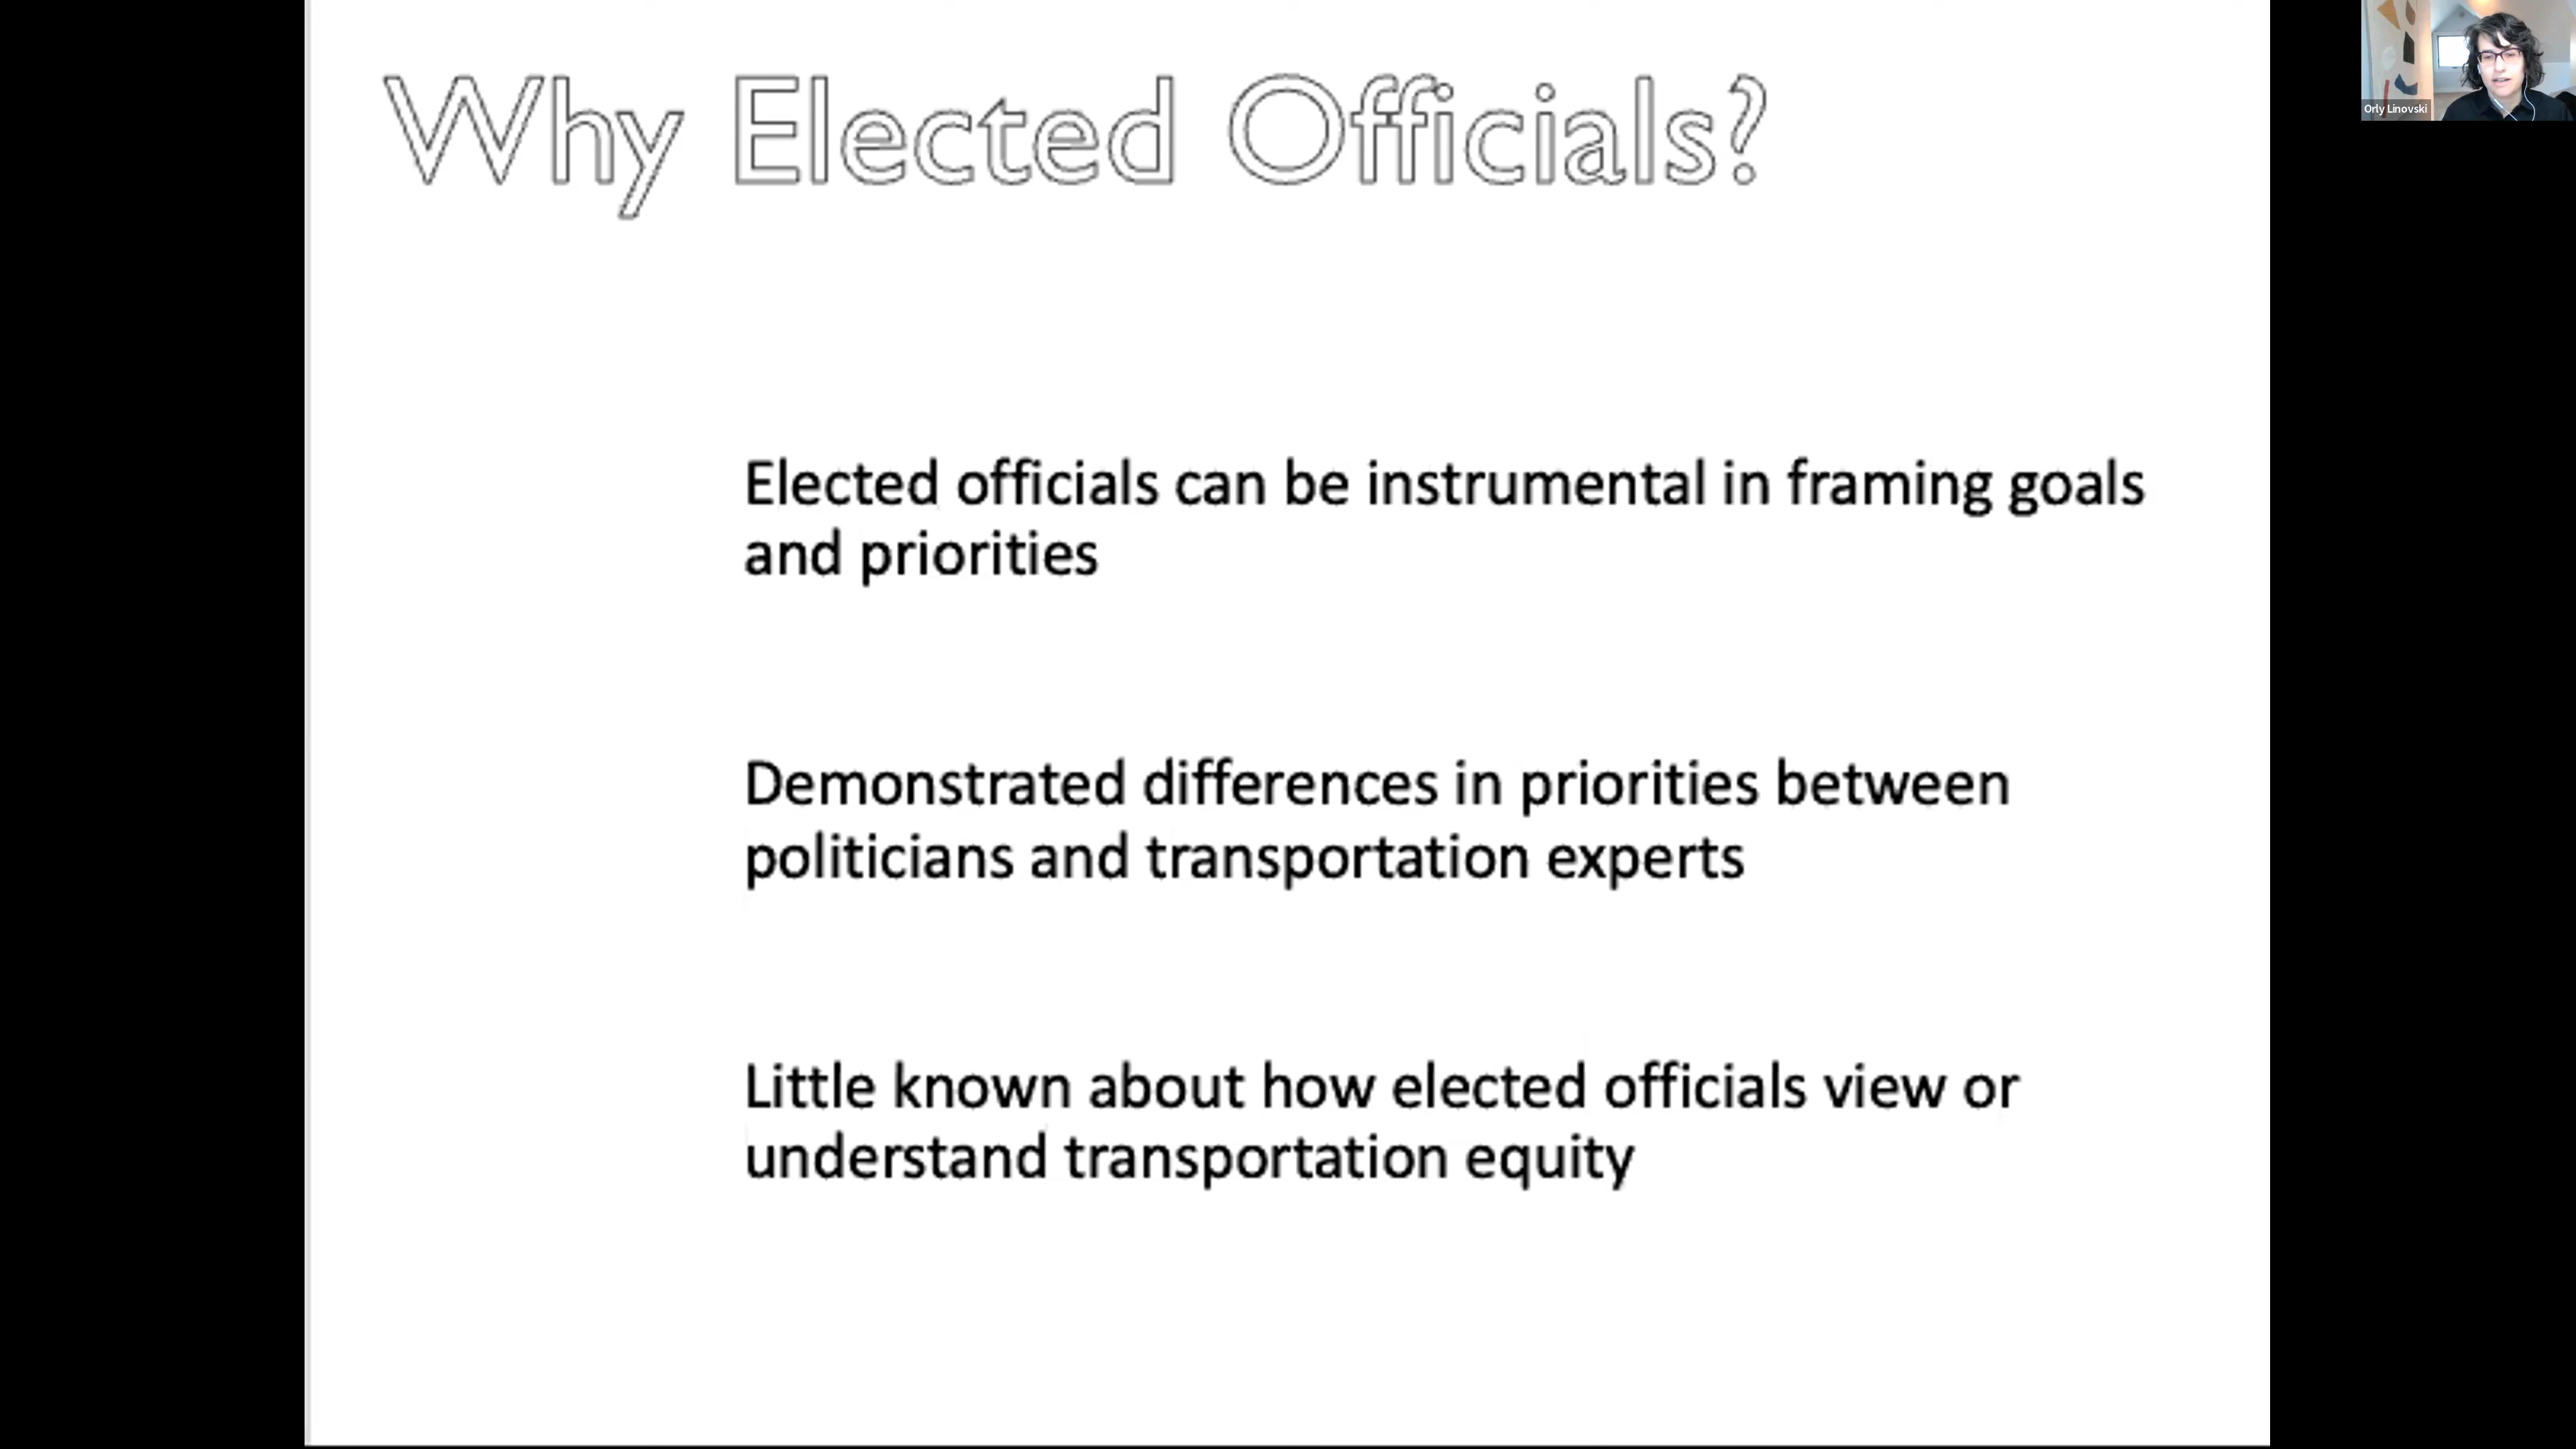 Why Elected Officials?
Orly Linovski
Elected officials can be instrumental in framing goals
and priorities
Demonstrated differences in priorities between
politicians and transportation experts
Little known about how elected officials view or
understand transportation equity